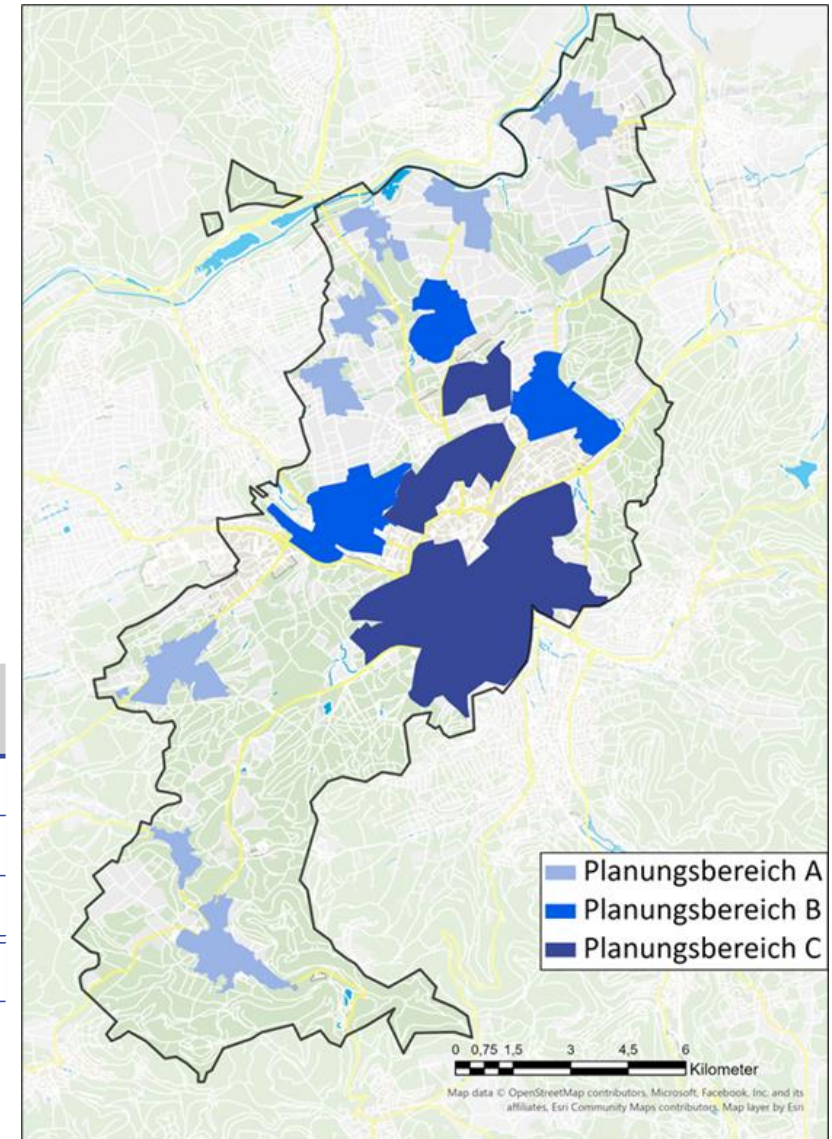 Planungsbereich A
Planungsbereich B
Planungsbereich C
0 0,75 1,5 3 4,5 6
Kilometer
Map data © OpenStreetMap contributors, Microsoft, Facebook, Inc. and its
affiliates, Esri Community Maps contributors, Map layer by Esri